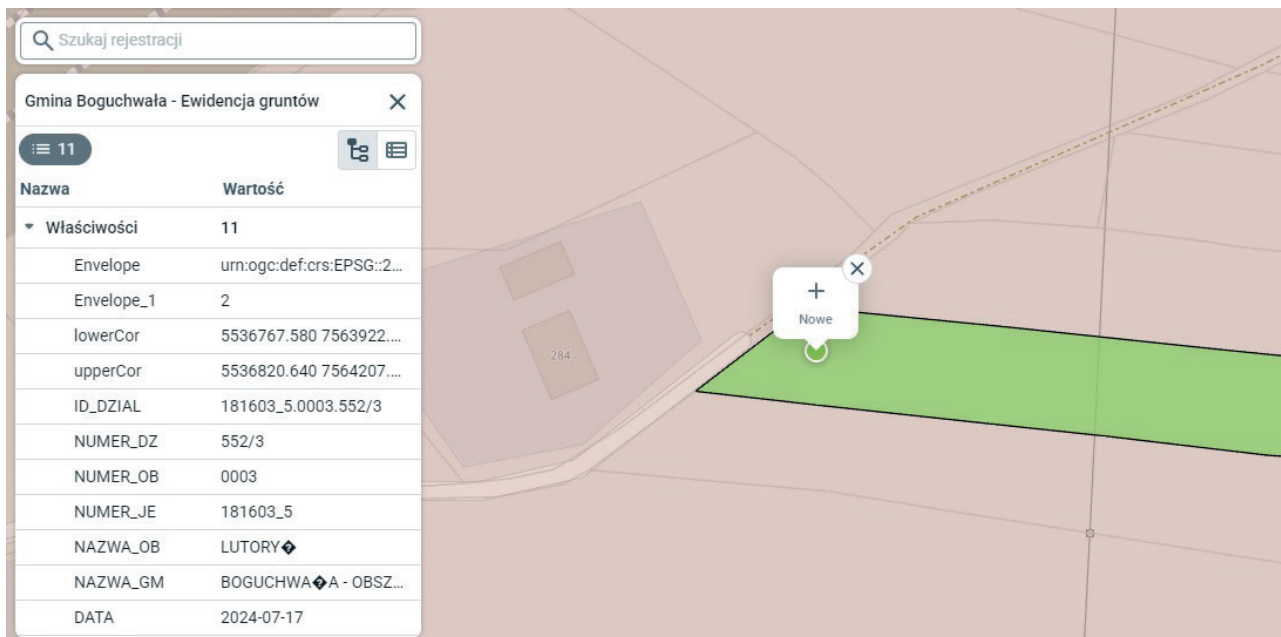 Szukaj rejestracji
Gmina Boguchwała - Ewidencja gruntów
11
Nazwa Wartość
Właściwości 11
Envelope urn:ogc:def:crs:EPSG::2...
Envelope_1 2
lowerCor 5536767.580 7563922....
upperCor 5536820.640 7564207....
ID_DZIAL 181603_5.0003.552/3
NUMER_DZ 552/3
NUMER_OB 0003
NUMER_JE 181603_5
NAZWA_OB LUTORY�
NAZWA_GM BOGUCHWA�A - OBSZ...
DATA 2024-07-17
Nowe
284